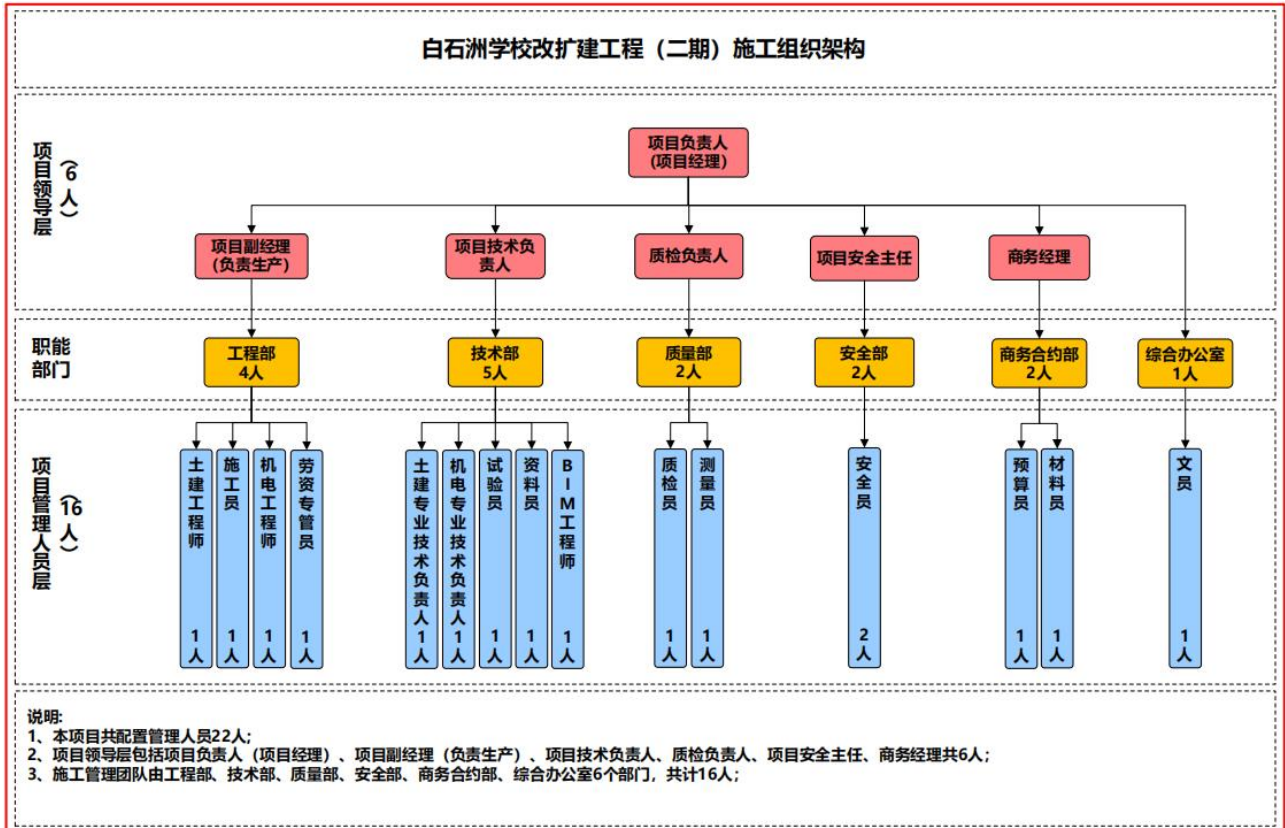 白石洲学校改扩建工程（二期）施工组织架构
项目领导层
（6人）
项目负责人
(项目经理)
项目副经理
（负责生产）
项目技术负
责人
质检负责人
项目安全主任
商务经理
职能
部门
工程部
4人
技术部
5人
质量部
2人
安全部
2人
商务合约部
2人
综合办公室
1人
项目管理人员层
（16人）
土建工程师 1人
施工员 1人
机电工程师 1人
劳资专管员 1人
土建专业技术负责人 1人
机电专业技术负责人 1人
试验员 1人
资料员 1人
BIM工程师 1人
质检员 1人
测量员 1人
安全员 2人
预算员 1人
材料员 1人
文员 1人
说明:
1、本项目共配置管理人员22人;
2、项目领导层包括项目负责人（项目经理）、项目副经理（负责生产）、项目技术负责人、质检负责人、项目安全主任、商务经理共6人；
3、施工管理团队由工程部、技术部、质量部、安全部、商务合约部、综合办公室6个部门，共计16人；